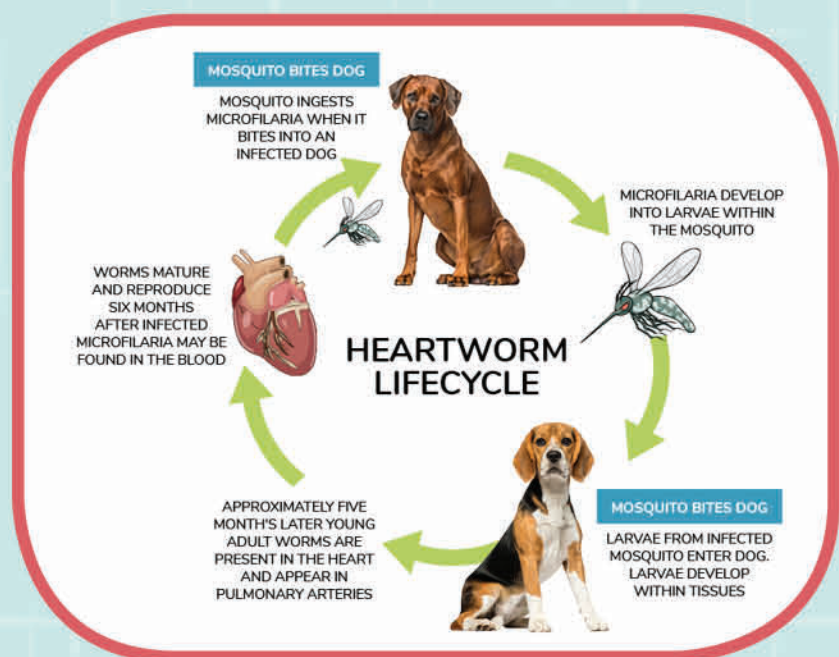 MOSQUITO BITES DOG
MOSQUITO INGESTS
MICROFILARIA WHEN IT
BITES INTO AN
INFECTED DOG
MICROFILARIA DEVELOP
INTO LARVAE WITHIN
THE MOSQUITO
WORMS MATURE
AND REPRODUCE
SIX MONTHS
AFTER INFECTED
MICROFILARIA MAY BE
FOUND IN THE BLOOD
HEARTWORM
LIFECYCLE
MOSQUITO BITES DOG
LARVAE FROM INFECTED
MOSQUITO ENTER DOG.
LARVAE DEVELOP
WITHIN TISSUES
APPROXIMATELY FIVE
MONTH'S LATER YOUNG
ADULT WORMS ARE
PRESENT IN THE HEART
AND APPEAR IN
PULMONARY ARTERIES